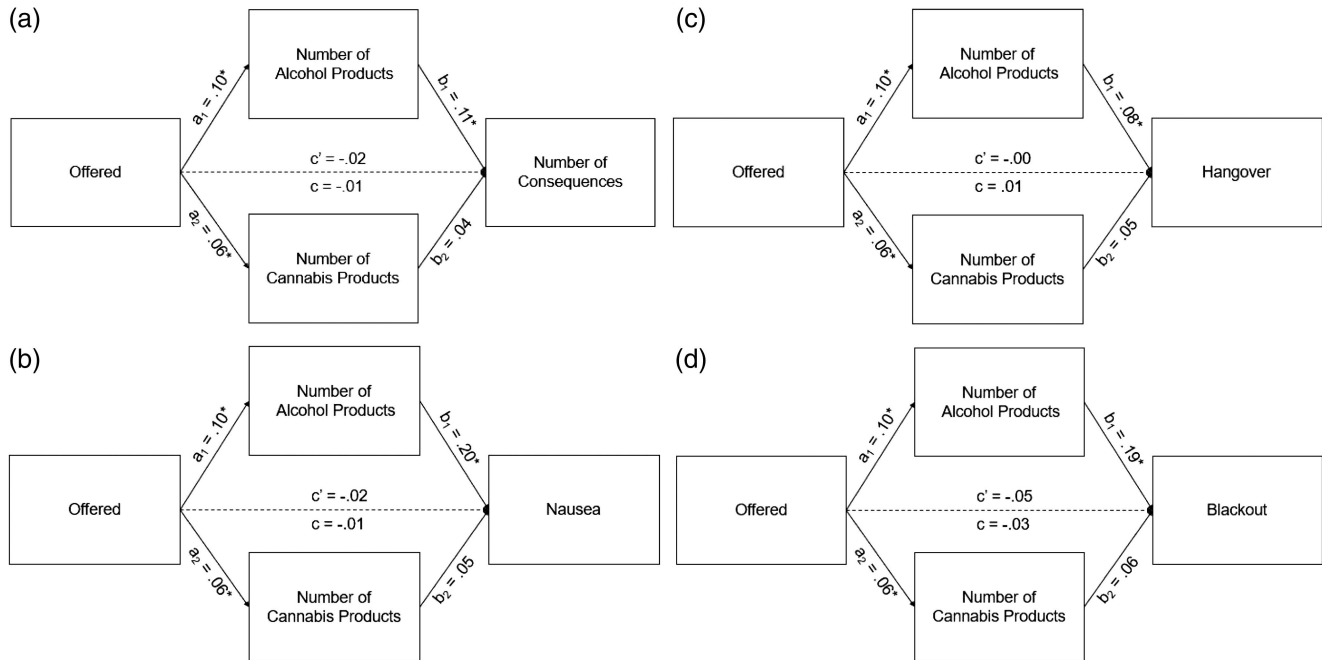 (a)
Number of
Alcohol Products
a1 = .10*
b1 = .11*
Offered
c' = -.02
c = -.01
Number of
Consequences
a2 = .06*
b2 = .04
Number of
Cannabis Products
(c)
Number of
Alcohol Products
a1 = .10*
b1 = .08*
Offered
c' = -.00
c = .01
Hangover
a2 = .06*
b2 = .05
Number of
Cannabis Products
(b)
Number of
Alcohol Products
a1 = .10*
b1 = .20*
Offered
c' = -.02
c = -.01
Nausea
a2 = .06*
b2 = .05
Number of
Cannabis Products
(d)
Number of
Alcohol Products
a1 = .10*
b1 = .19*
Offered
c' = -.05
c = -.03
Blackout
a2 = .06*
b2 = .06
Number of
Cannabis Products